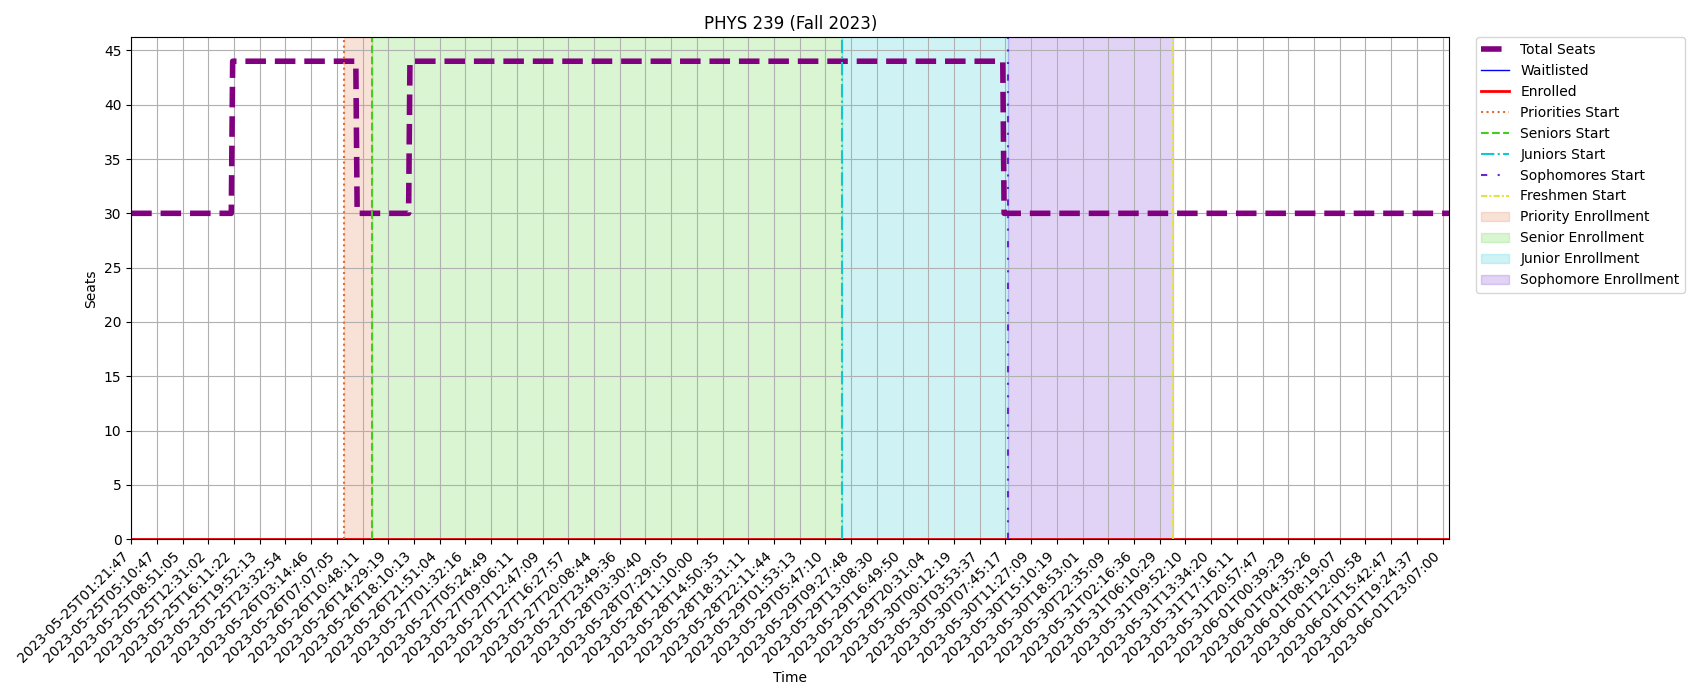 PHYS 239 (Fall 2023)
45
40
35
30
25
20
15
10
5
0
Seats
2023-05-25T01:21:47
2023-05-25T05:10:47
2023-05-25T08:51:05
2023-05-25T12:31:02
2023-05-25T16:11:22
2023-05-25T19:52:13
2023-05-25T23:32:54
2023-05-26T03:14:46
2023-05-26T07:07:05
2023-05-26T10:48:11
2023-05-26T14:29:19
2023-05-26T18:10:13
2023-05-26T21:51:04
2023-05-27T01:32:16
2023-05-27T05:24:49
2023-05-27T09:06:11
2023-05-27T12:47:09
2023-05-27T16:27:57
2023-05-27T20:08:44
2023-05-27T23:49:36
2023-05-28T03:30:40
2023-05-28T07:29:05
2023-05-28T11:10:00
2023-05-28T14:50:35
2023-05-28T18:31:11
2023-05-28T22:11:44
2023-05-29T01:53:13
2023-05-29T05:47:10
2023-05-29T09:27:48
2023-05-29T13:08:30
2023-05-29T16:49:50
2023-05-29T20:31:04
2023-05-30T00:12:19
2023-05-30T03:53:37
2023-05-30T07:45:17
2023-05-30T11:27:09
2023-05-30T15:10:19
2023-05-30T18:53:01
2023-05-30T22:35:09
2023-05-31T02:16:36
2023-05-31T06:10:29
2023-05-31T09:52:10
2023-05-31T13:34:20
2023-05-31T17:16:11
2023-05-31T20:57:47
2023-06-01T00:39:29
2023-06-01T04:35:26
2023-06-01T08:19:07
2023-06-01T12:00:58
2023-06-01T15:42:47
2023-06-01T19:24:37
2023-06-01T23:07:00
Time
Total Seats
Waitlisted
Enrolled
Priorities Start
Seniors Start
Juniors Start
Sophomores Start
Freshmen Start
Priority Enrollment
Senior Enrollment
Junior Enrollment
Sophomore Enrollment